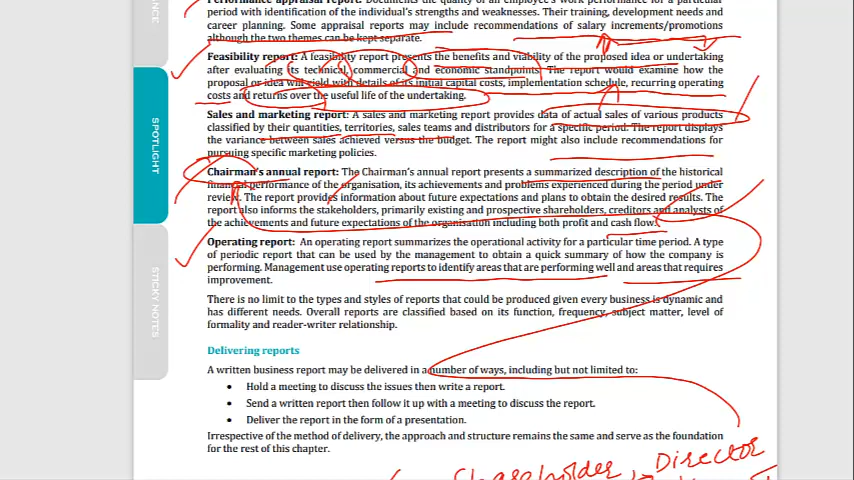 Performance appraisal report: Documents the quality of an employee's work performance for a particular
period with identification of the individual's strengths and weaknesses. Their training, development needs and
career planning. Some appraisal reports may include recommendations of salary increments/promotions
although the two themes can be kept separate.
Feasibility report: A feasibility report presents the benefits and viability of the proposed idea or undertaking
after evaluating its technical, commercial and economic standpoints. The report would examine how the
proposal or idea will yield with details of its initial capital costs, implementation schedule, recurring operating
costs and returns over the useful life of the undertaking.
SPOTLIGHT
Sales and marketing report: A sales and marketing report provides data of actual sales of various products
classified by their quantities, territories, sales teams and distributors for a specific period. The report displays
the variance between sales achieved versus the budget. The report might also include recommendations for
pursuing specific marketing policies.
Chairman's annual report: The Chairman's annual report presents a summarized description of the historical
financial performance of the organisation, its achievements and problems experienced during the period under
review. The report provides information about future expectations and plans to obtain the desired results. The
report also informs the stakeholders, primarily existing and prospective shareholders, creditors and analysts of
the achievements and future expectations of the organisation including both profit and cash flow.
Operating report: An operating report summarizes the operational activity for a particular time period. A type
of periodic report that can be used by the management to obtain a quick summary of how the company is
performing. Management use operating reports to identify areas that are performing well and areas that requires
improvement.
STICKY NOTES
There is no limit to the types and styles of reports that could be produced given every business is dynamic and
has different needs. Overall reports are classified based on its function, frequency, subject matter, level of
formality and reader-writer relationship.
Delivering reports
A written business report may be delivered in a number of ways, including but not limited to:
• Hold a meeting to discuss the issues then write a report.
• Send a written report then follow it up with a meeting to discuss the report.
• Deliver the report in the form of a presentation.
Irrespective of the method of delivery, the approach and structure remains the same and serve as the foundation
for the rest of this chapter.
Shareholder, Director